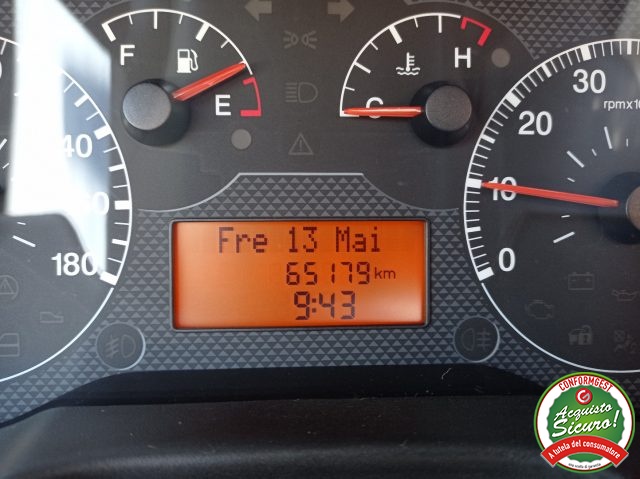 F
E
H
C
30
rpmx10
20
10
0
180
Fre 13 Mai
65179 km
9:43
CONFORMGEST
Acquisto
Sicuro!
A tutela del consumatore